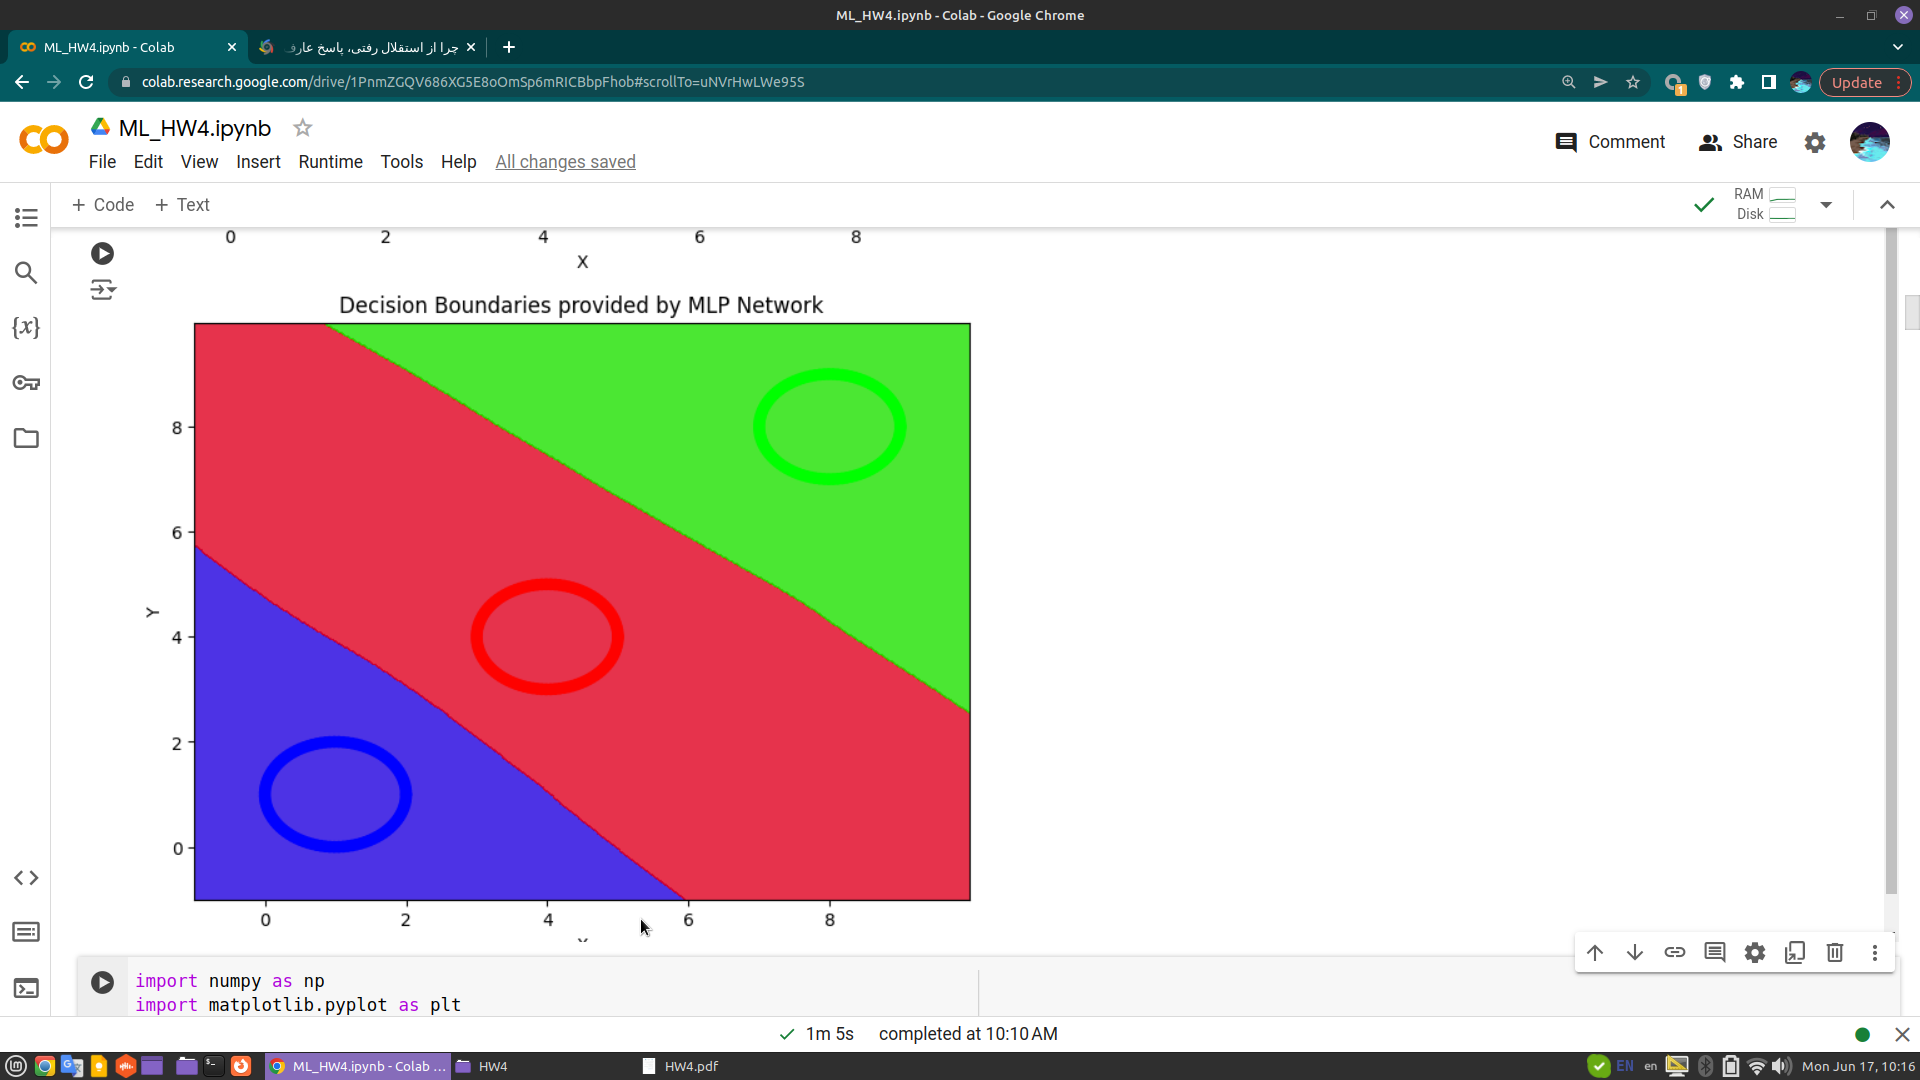 ML_HW4.ipynb - Colab - Google Chrome
ML_HW4.ipynb - Colab
چرا از استقلال رفتی، پاسخ عارف
colab.research.google.com/drive/1PnmZGQV686XG5E8oOmSp6mRICBbpFhob#scrollTo=uNVrHwLWe95S
1
Update
ML_HW4.ipynb
Comment
Share
File Edit View Insert Runtime Tools Help All changes saved
+ Code + Text
RAM
Disk
0 2 4 6 8
X
{x}
Decision Boundaries provided by MLP Network
8
6
Y
4
2
0
0 2 4 6 8
import numpy as np
import matplotlib.pyplot as plt
1m 5s completed at 10:10 AM
ML_HW4.ipynb - Colab ...
HW4
HW4.pdf
EN
en
Mon Jun 17, 10:16